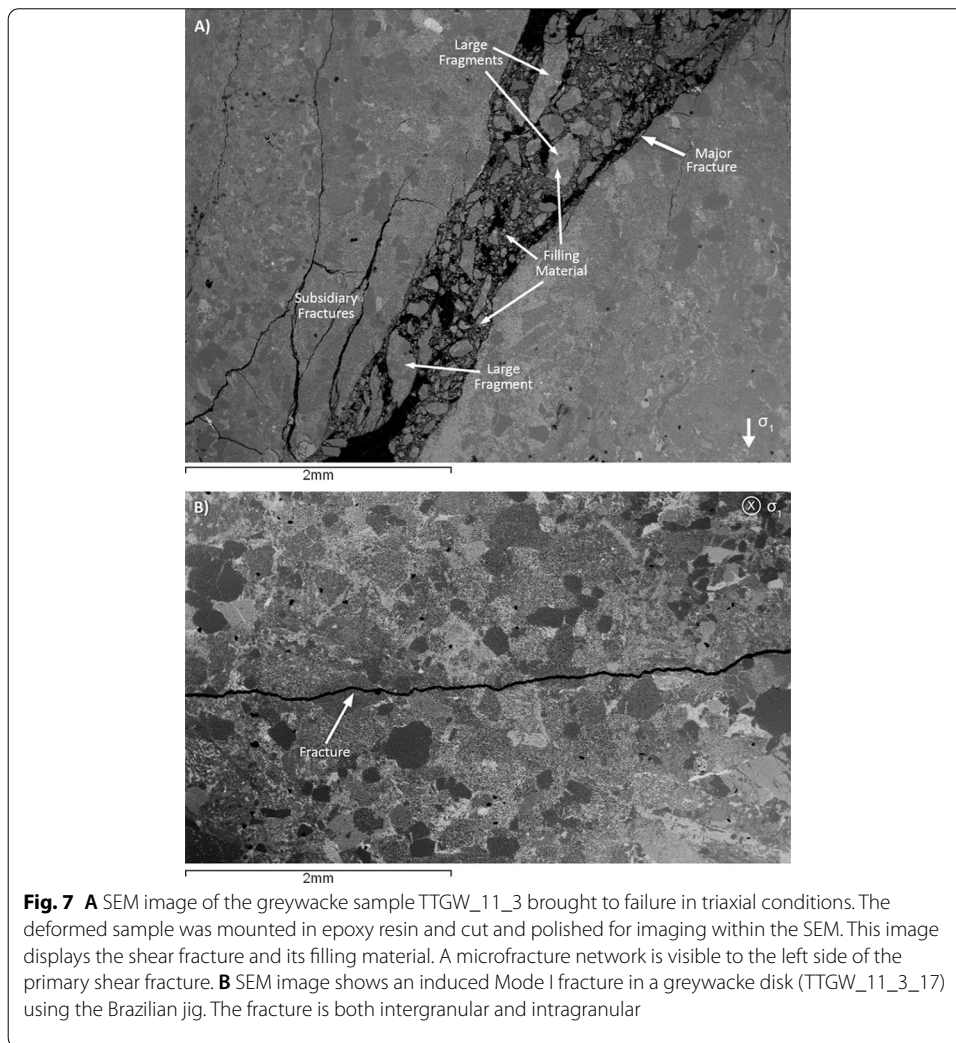 A)
Large
Fragments
Major
Fracture
Filling
Material
Subsidiary
Fractures
Large
Fragment
σ1
2mm
B)
X σ1
Fracture
2mm
Fig. 7 A SEM image of the greywacke sample TTGW_11_3 brought to failure in triaxial conditions. The
deformed sample was mounted in epoxy resin and cut and polished for imaging within the SEM. This image
displays the shear fracture and its filling material. A microfracture network is visible to the left side of the
primary shear fracture. B SEM image shows an induced Mode I fracture in a greywacke disk (TTGW_11_3_17)
using the Brazilian jig. The fracture is both intergranular and intragranular